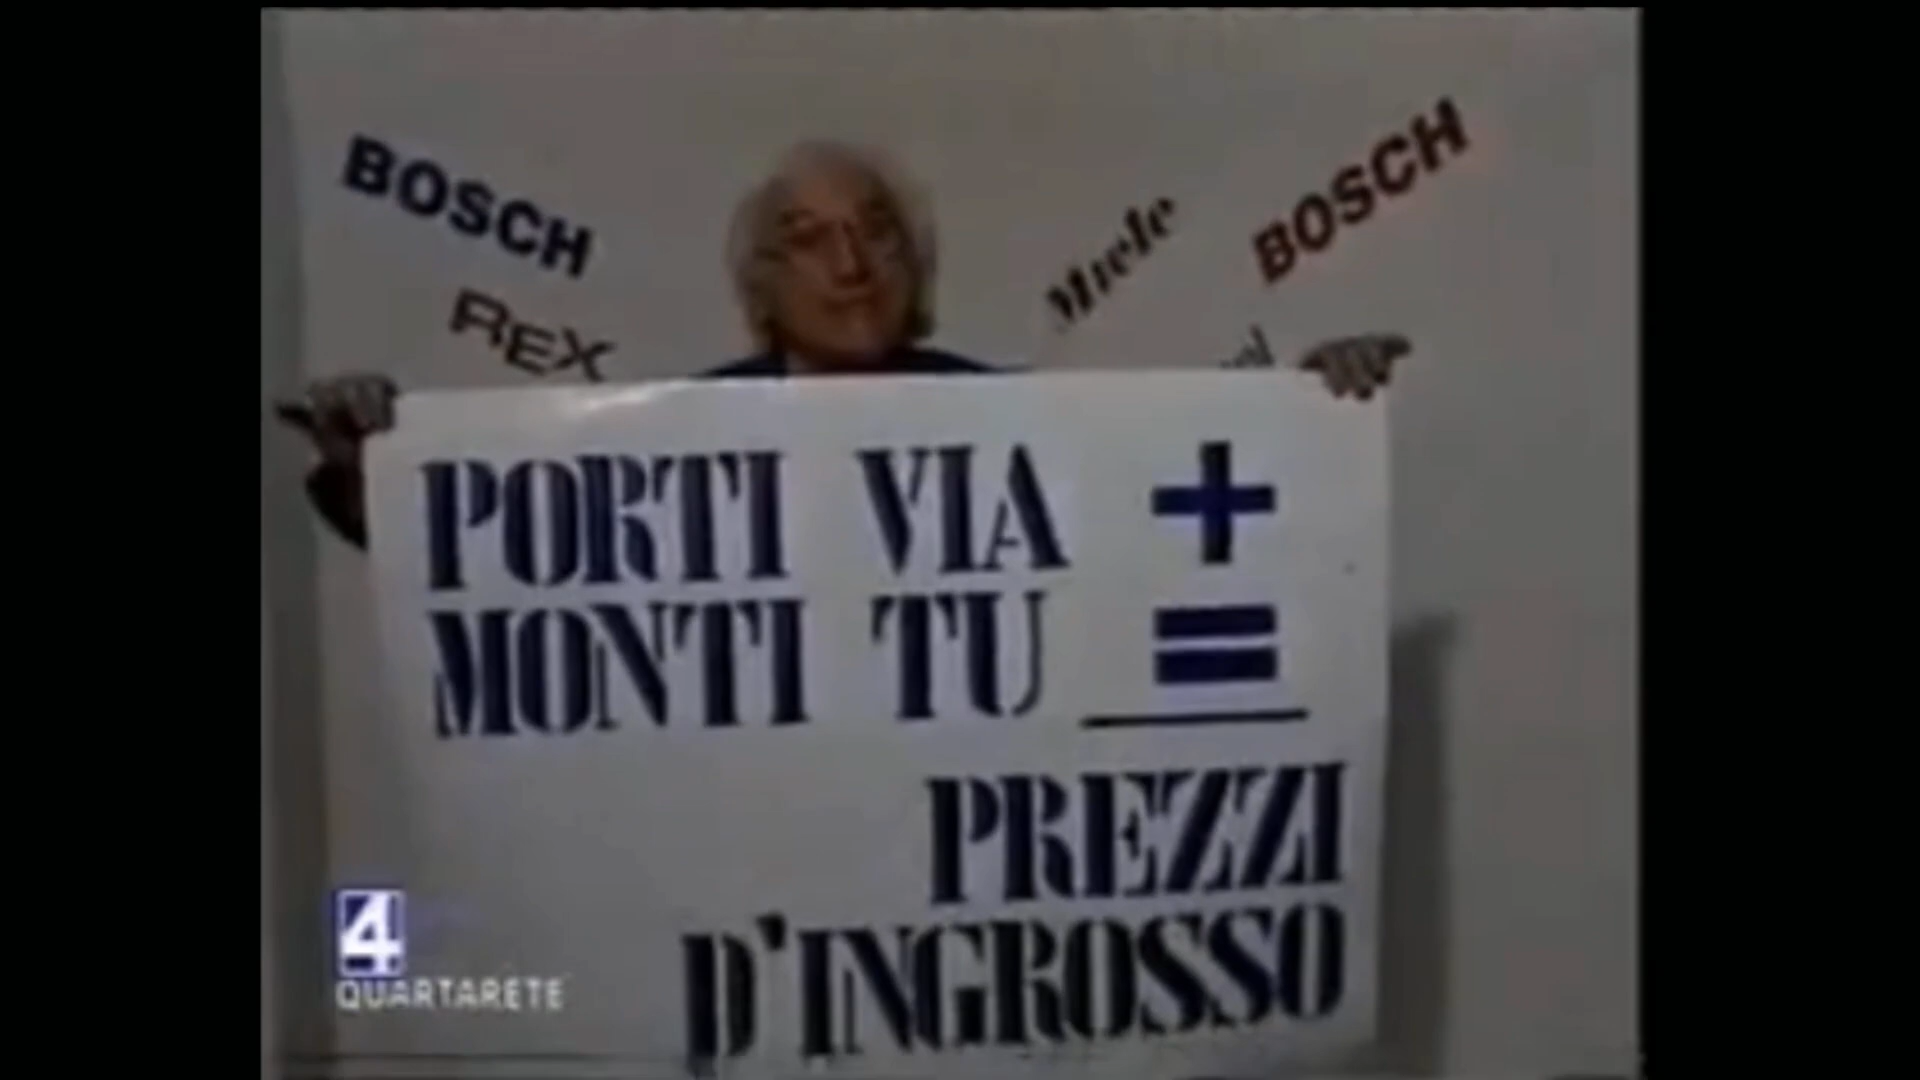 BOSCH
BOSCH
Miele
REX
PORTI VIA +
MONTI TU =
PREZZI
D'INGROSSO
4
QUARTARETE